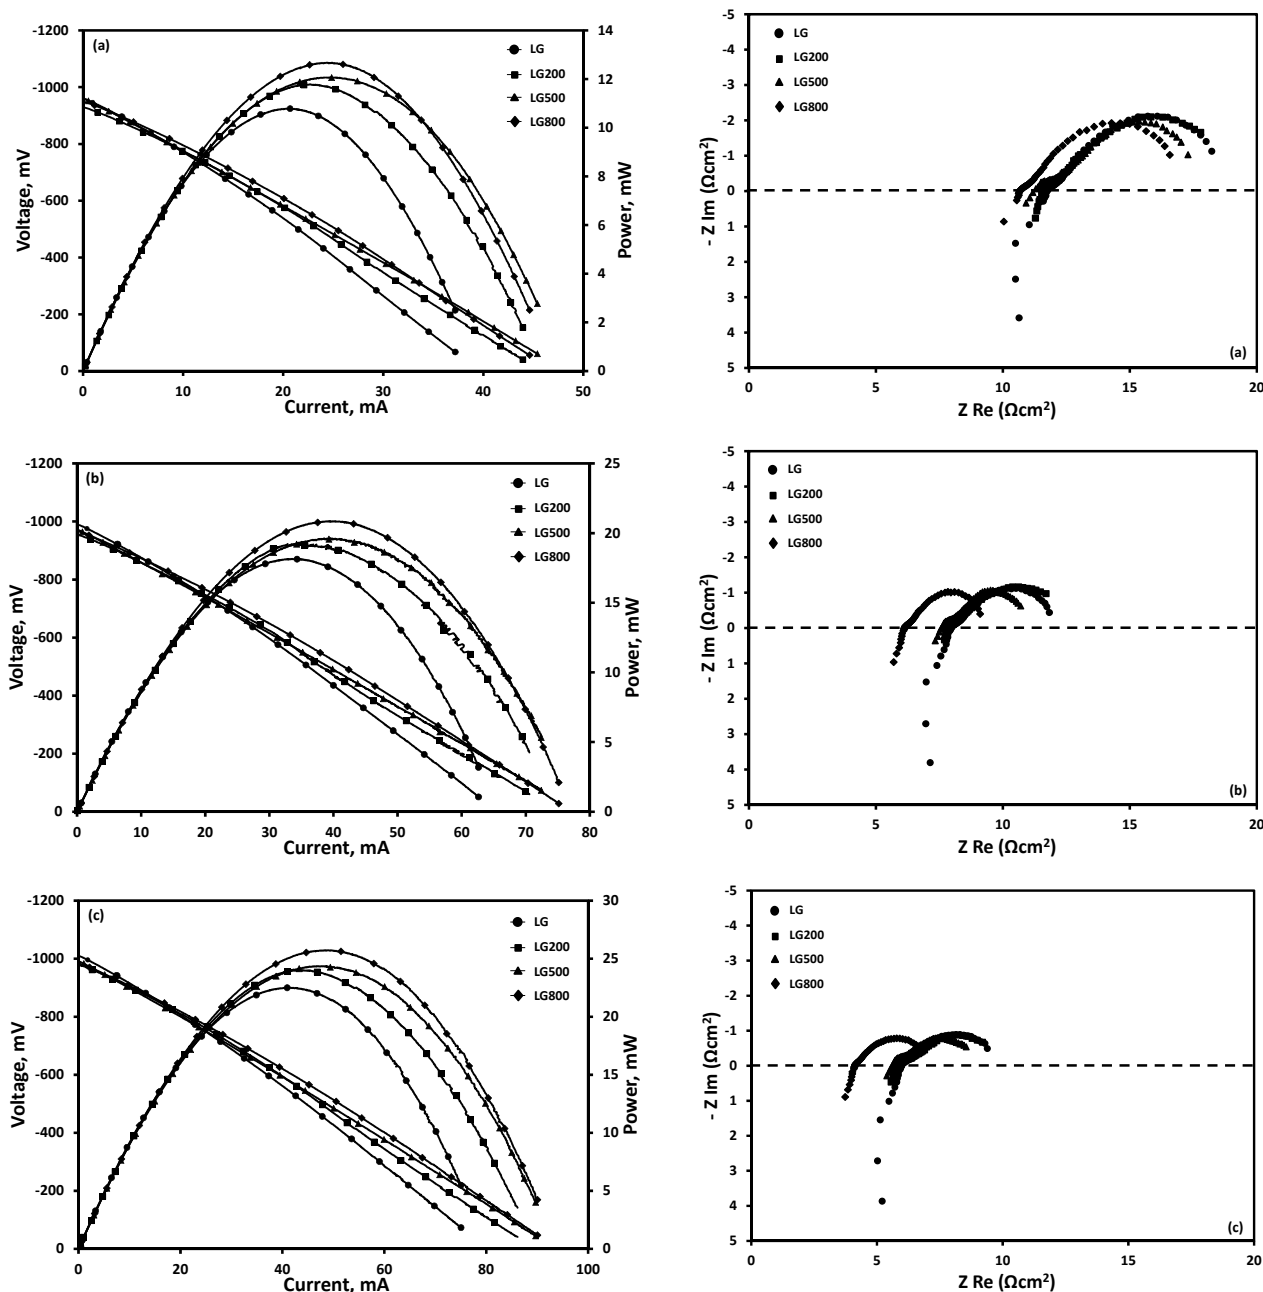 (a)
LG
LG200
LG500
LG800
-1200
-1000
-800
-600
-400
-200
0
14
12
10
8
6
4
2
0
0 10 20 30 40 50
Voltage, mV
Power, mW
Current, mA
LG
LG200
LG500
LG800
-5
-4
-3
-2
-1
0
1
2
3
4
5
0 5 10 15 20
- Z Im (Ωcm²)
Z Re (Ωcm²)
(a)
(b)
LG
LG200
LG500
LG800
-1200
-1000
-800
-600
-400
-200
0
25
20
15
10
5
0
0 10 20 30 40 50 60 70 80
Voltage, mV
Power, mW
Current, mA
LG
LG200
LG500
LG800
-5
-4
-3
-2
-1
0
1
2
3
4
5
0 5 10 15 20
- Z Im (Ωcm²)
Z Re (Ωcm²)
(b)
(c)
LG
LG200
LG500
LG800
-1200
-1000
-800
-600
-400
-200
0
30
25
20
15
10
5
0
0 20 40 60 80 100
Voltage, mV
Power, mW
Current, mA
LG
LG200
LG500
LG800
-5
-4
-3
-2
-1
0
1
2
3
4
5
0 5 10 15 20
- Z Im (Ωcm²)
Z Re (Ωcm²)
(c)